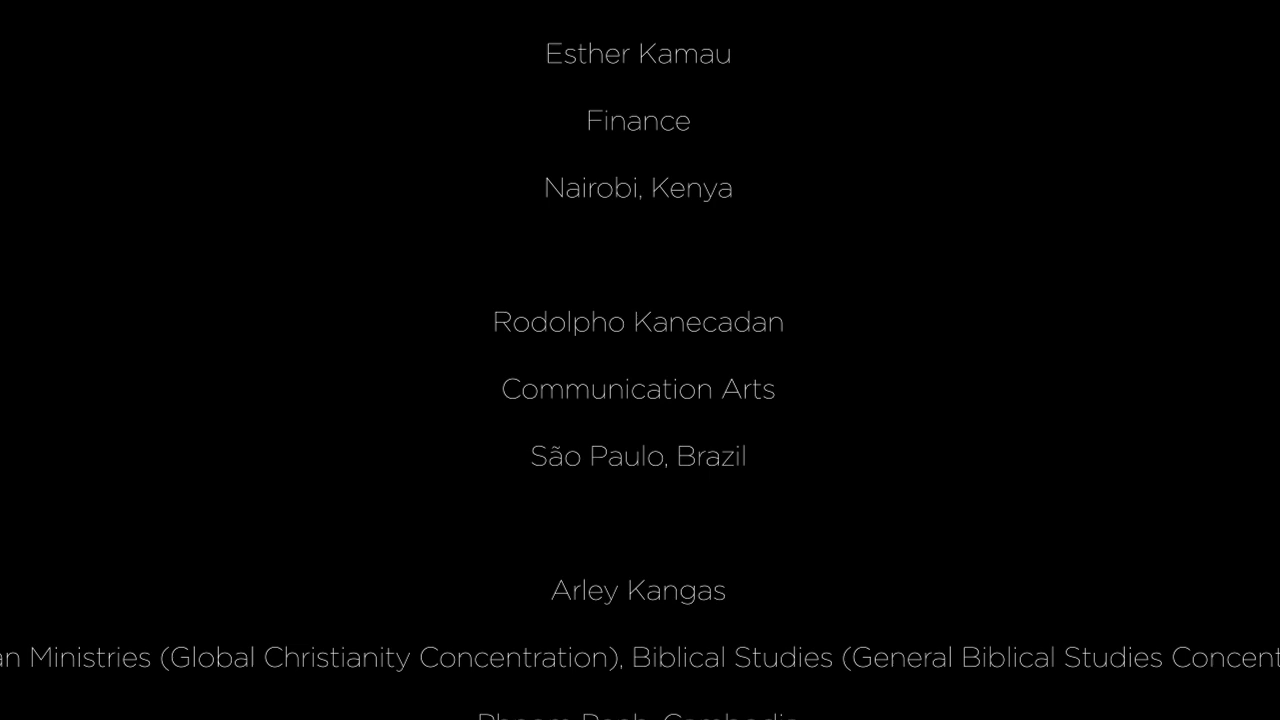 Esther Kamau
Finance
Nairobi, Kenya
Rodolpho Kanecadan
Communication Arts
São Paulo, Brazil
Arley Kangas
Ministries (Global Christianity Concentration), Biblical Studies (General Biblical Studies